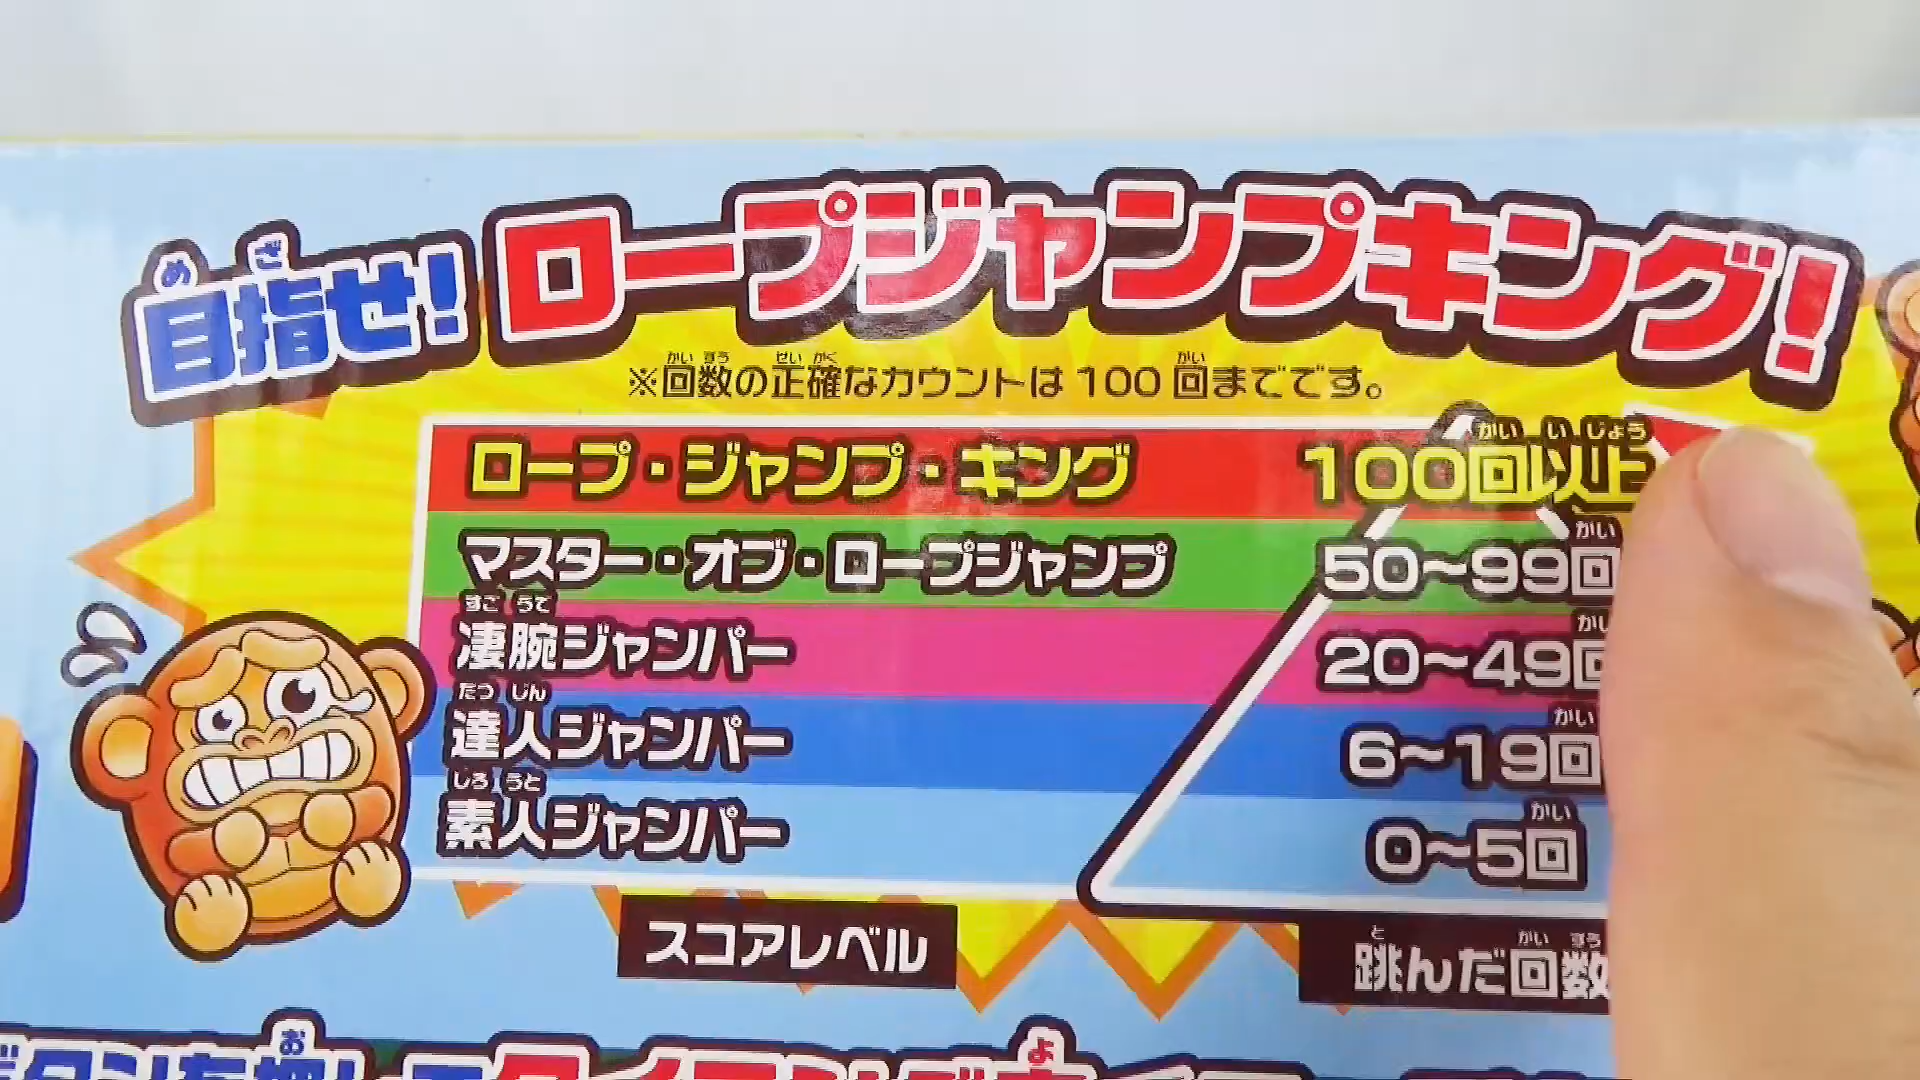 目指せ! ロープジャンプキング!
※回数の正確なカウントは100回までです。
ロープ・ジャンプ・キング 100回以上
マスター・オブ・ロープジャンプ 50~99回
凄腕ジャンパー 20~49回
達人ジャンパー 6~19回
素人ジャンパー 0~5回
スコアレベル 跳んだ回数